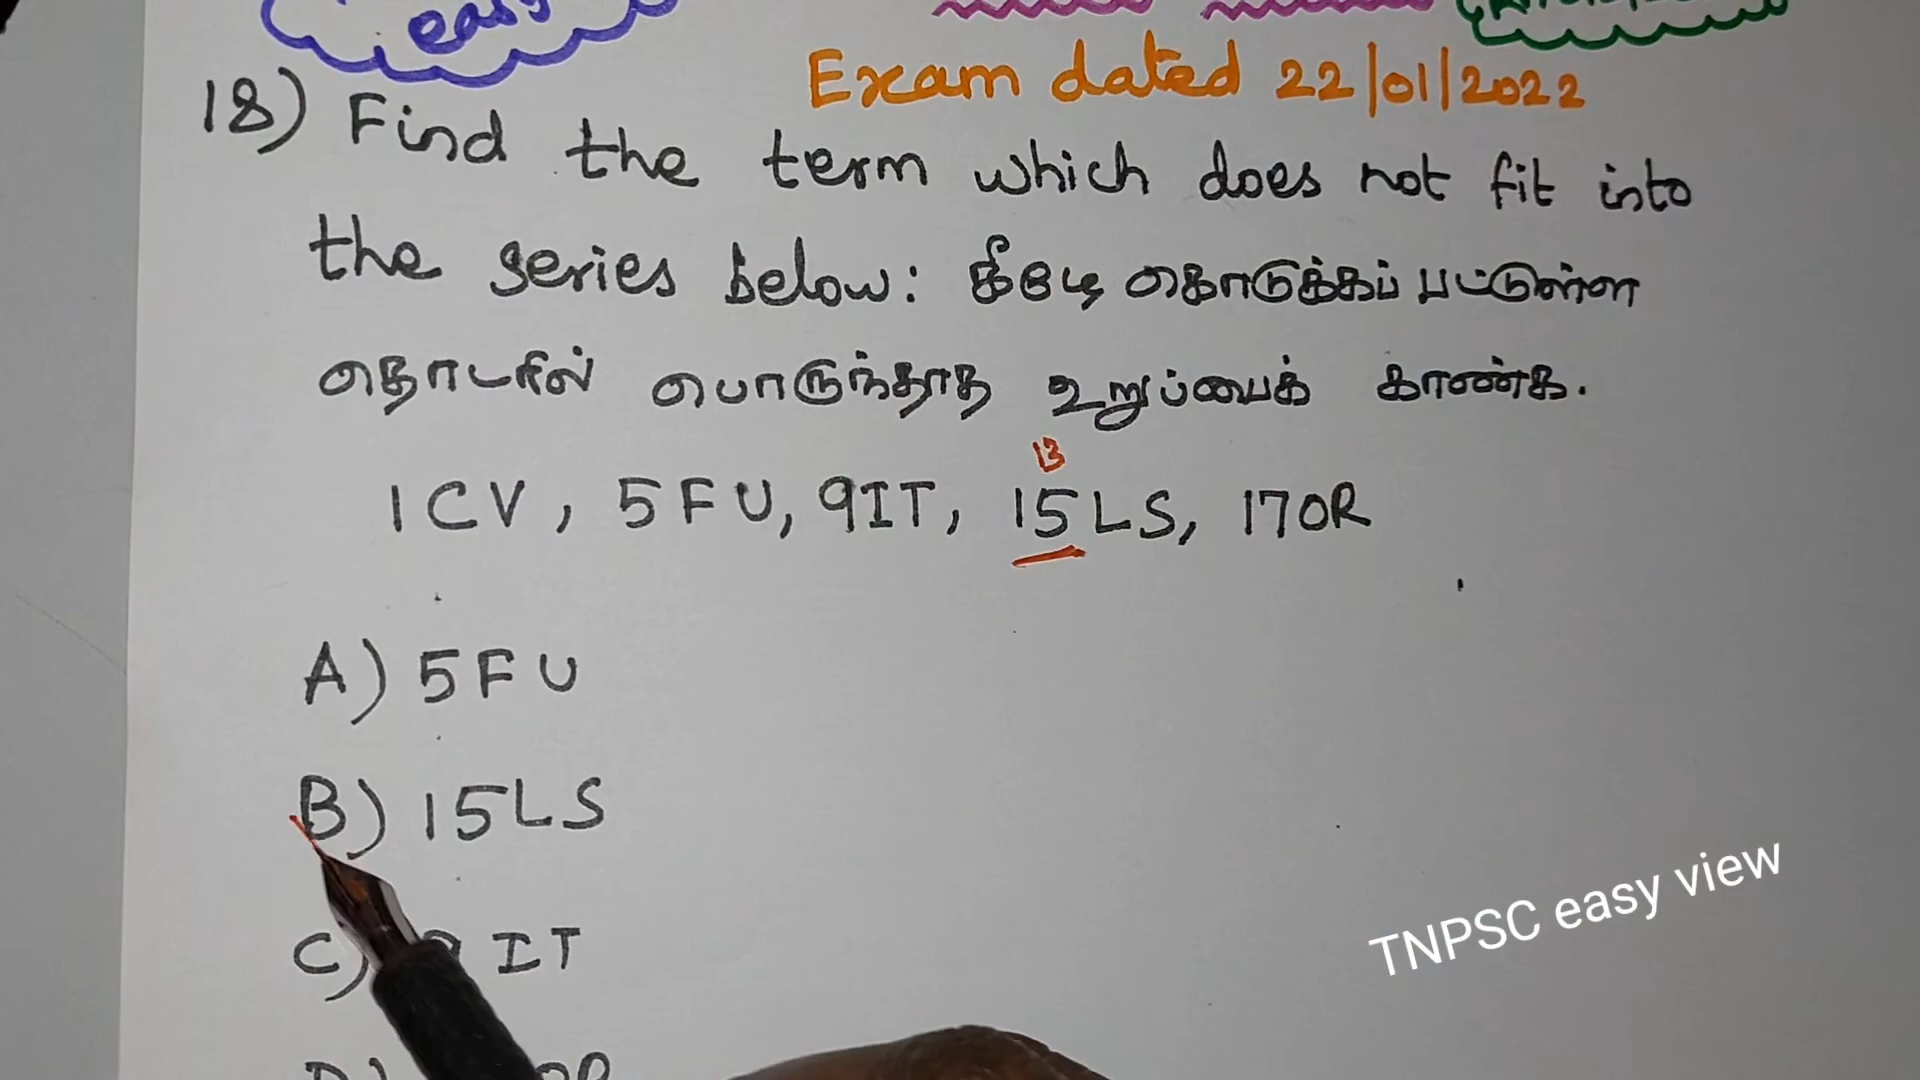 easy
Exam dated 22/01/2022
18) Find the term which does not fit into
the series below: கீழே கொடுக்கப் பட்டுள்ள
தொடரில் பொருந்தாத உறுப்பைக் காண்க.
13
1CV, 5FU, 9IT, 15LS, 17OR
A) 5FU
B) 15LS
C) IT
TNPSC easy view